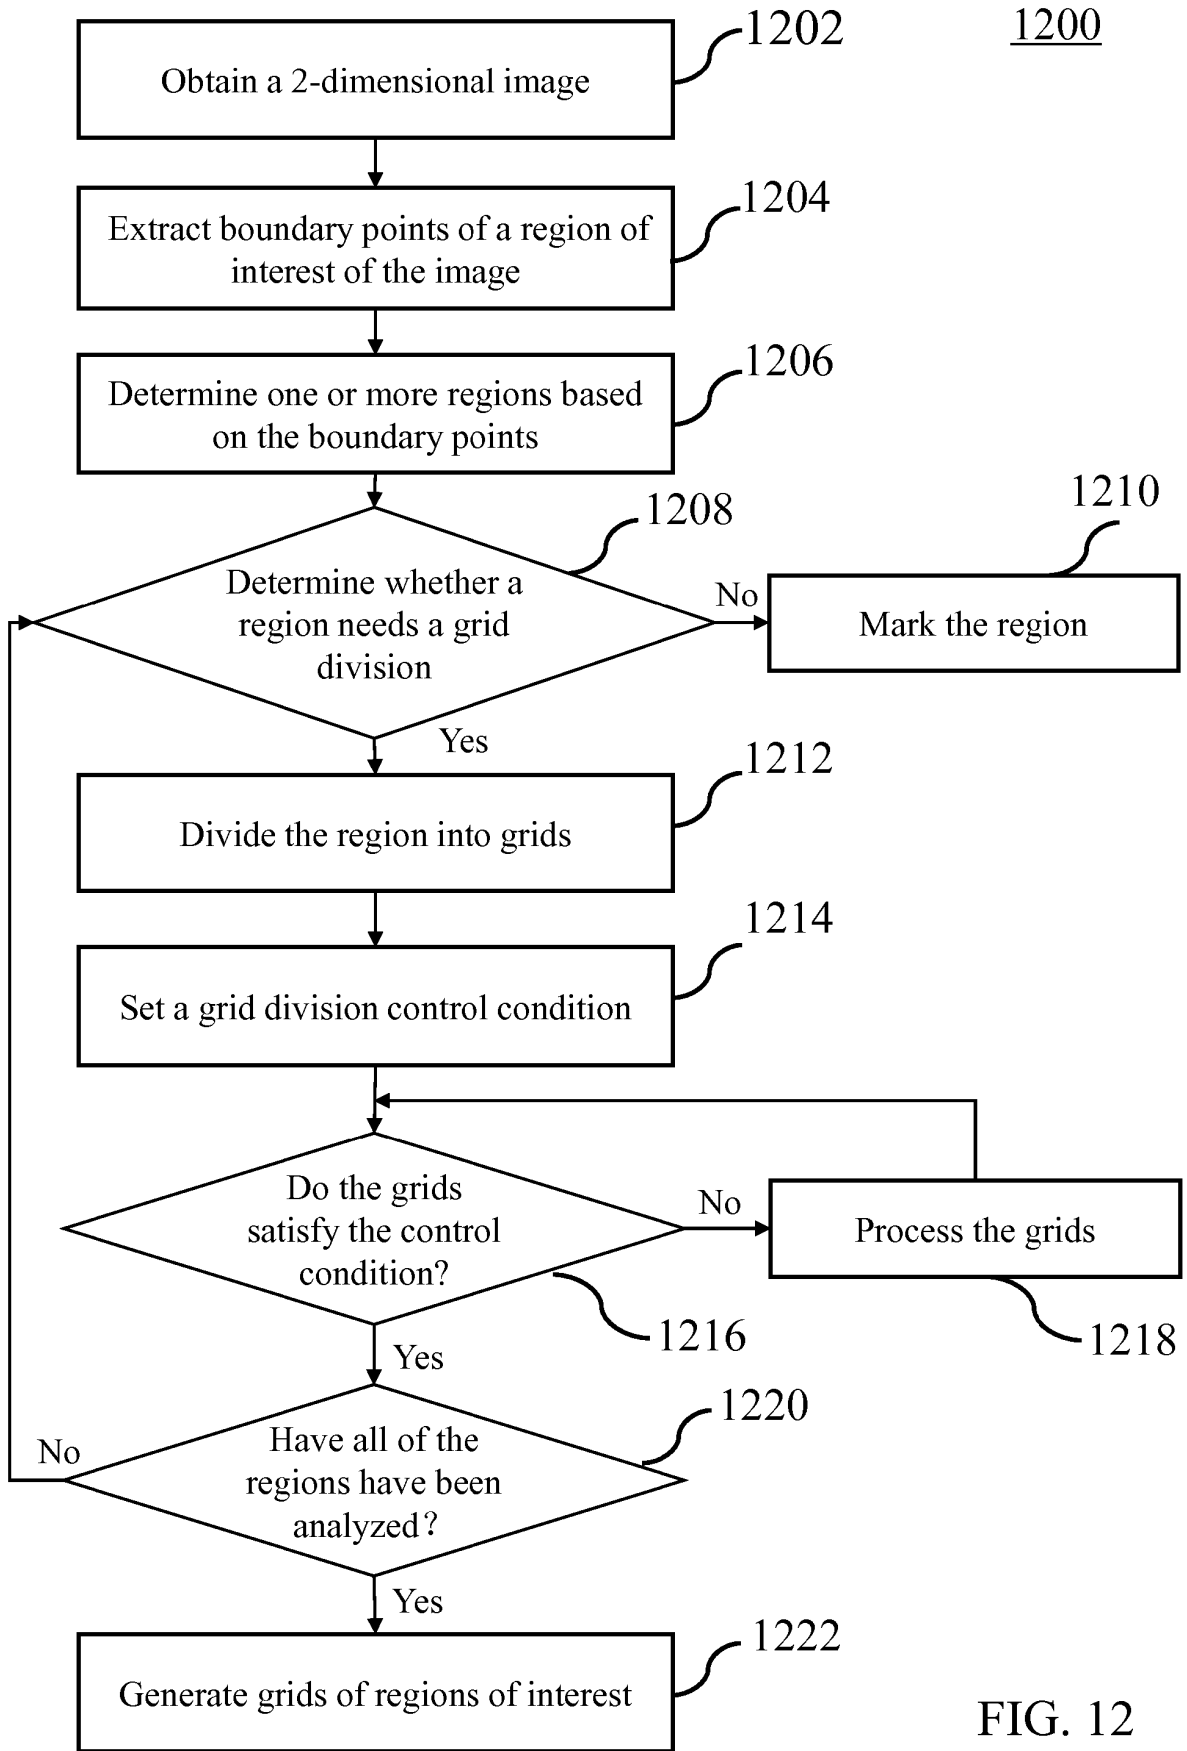 1200
1202
Obtain a 2-dimensional image
1204
Extract boundary points of a region of
interest of the image
1206
Determine one or more regions based
on the boundary points
1208
Determine whether a
region needs a grid
division
No
1210
Mark the region
Yes
1212
Divide the region into grids
1214
Set a grid division control condition
Do the grids
satisfy the control
condition?
No
Process the grids
1216
1218
Yes
1220
Have all of the
regions have been
analyzed?
No
Yes
1222
Generate grids of regions of interest
FIG. 12